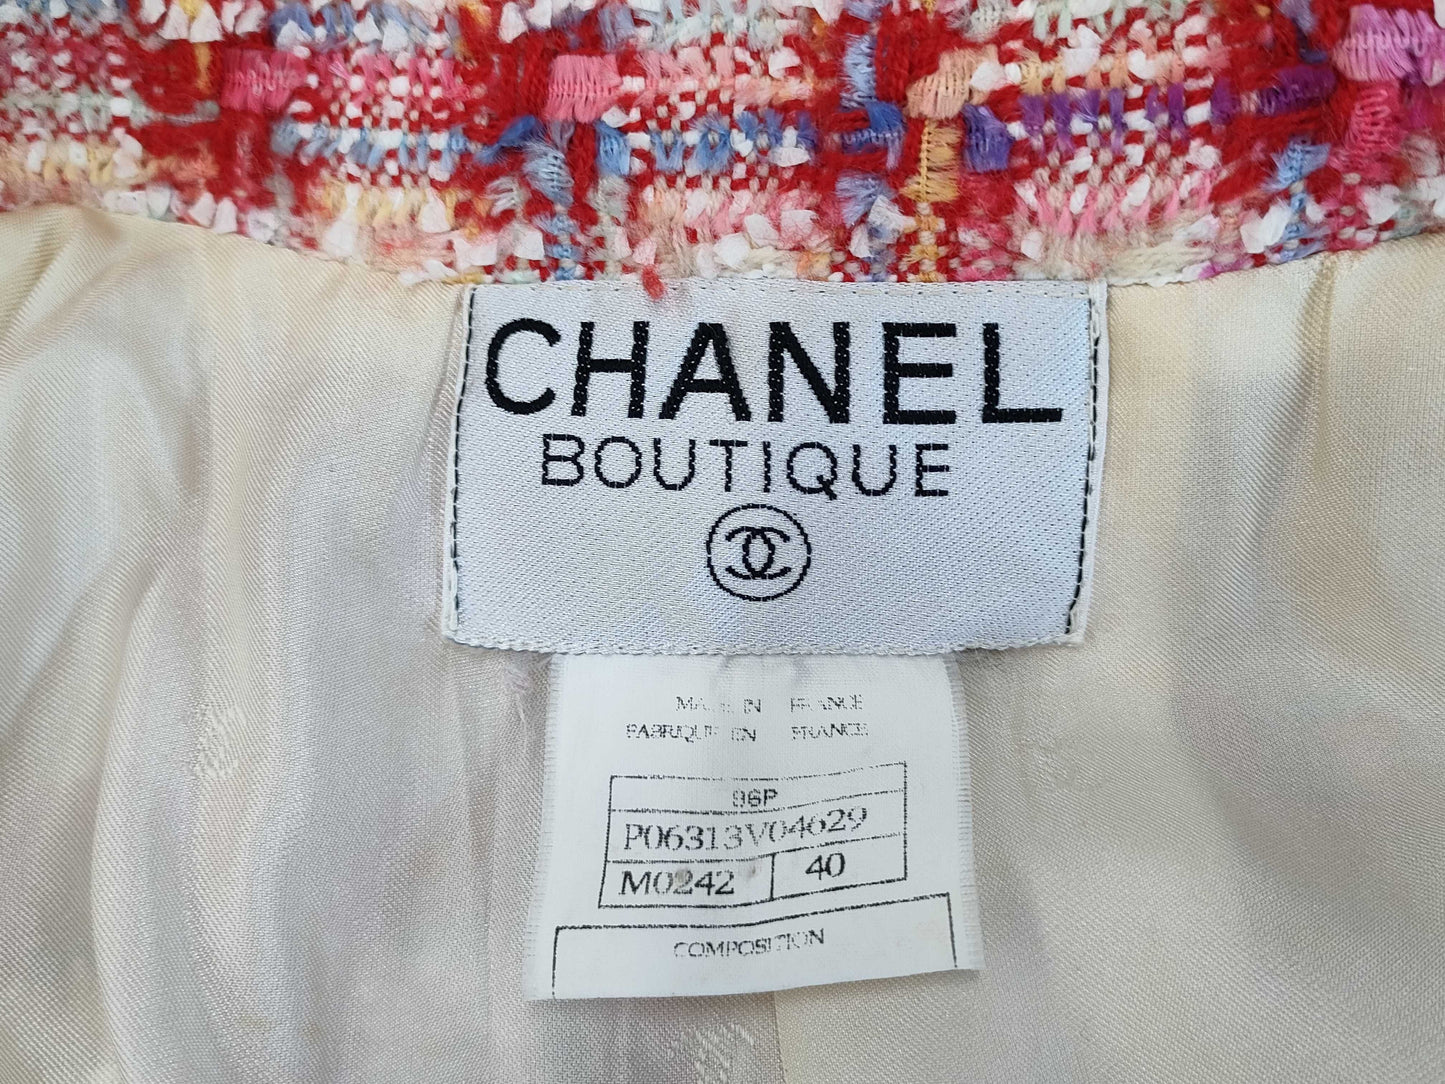 CHANEL
BOUTIQUE
MADE IN FRANCE
FABRIQUE EN FRANCE
96P
P06313V04629
M0242 40
COMPOSITION